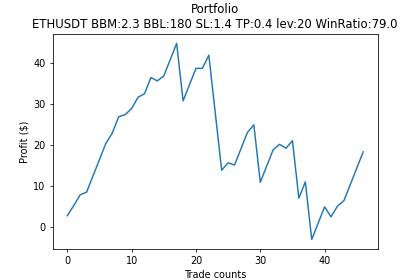 Portfolio
ETHUSDT BBM:2.3 BBL:180 SL:1.4 TP:0.4 lev:20 WinRatio:79.0
40
30
20
10
0
Profit ($)
0
10
20
30
40
Trade counts